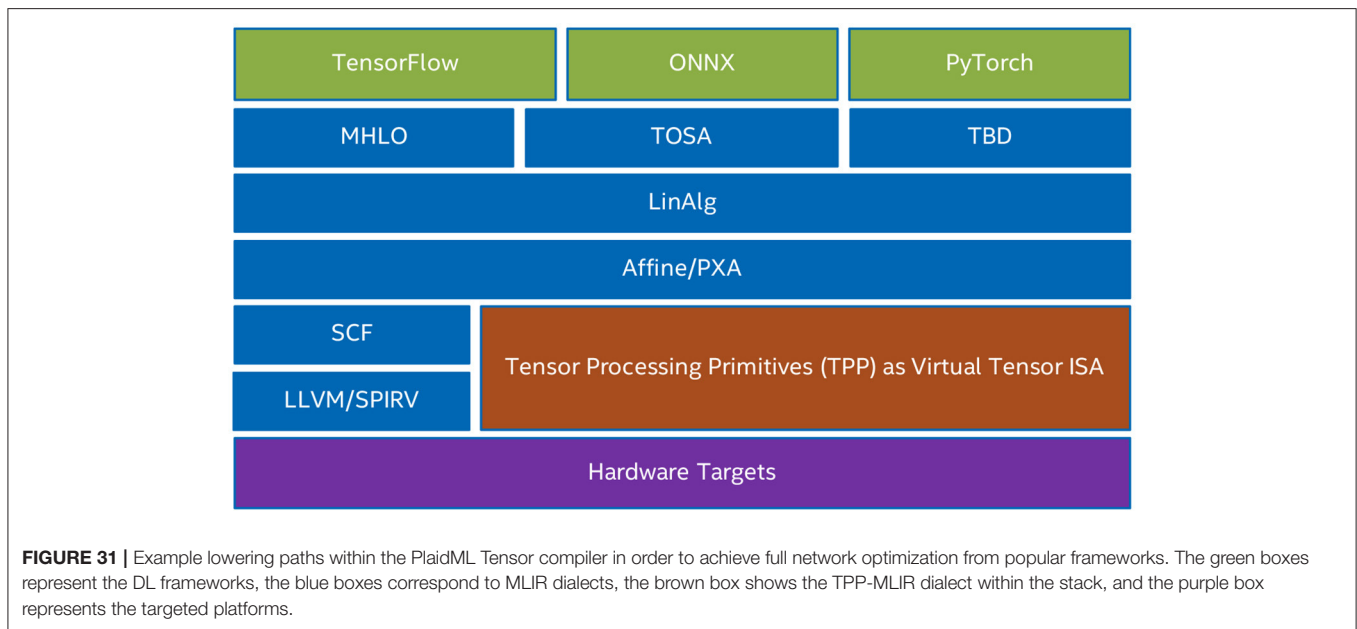 TensorFlow
ONNX
PyTorch
MHLO
TOSA
TBD
LinAlg
Affine/PXA
SCF
Tensor Processing Primitives (TPP) as Virtual Tensor ISA
LLVM/SPIRV
Hardware Targets
FIGURE 31 | Example lowering paths within the PlaidML Tensor compiler in order to achieve full network optimization from popular frameworks. The green boxes
represent the DL frameworks, the blue boxes correspond to MLIR dialects, the brown box shows the TPP-MLIR dialect within the stack, and the purple box
represents the targeted platforms.